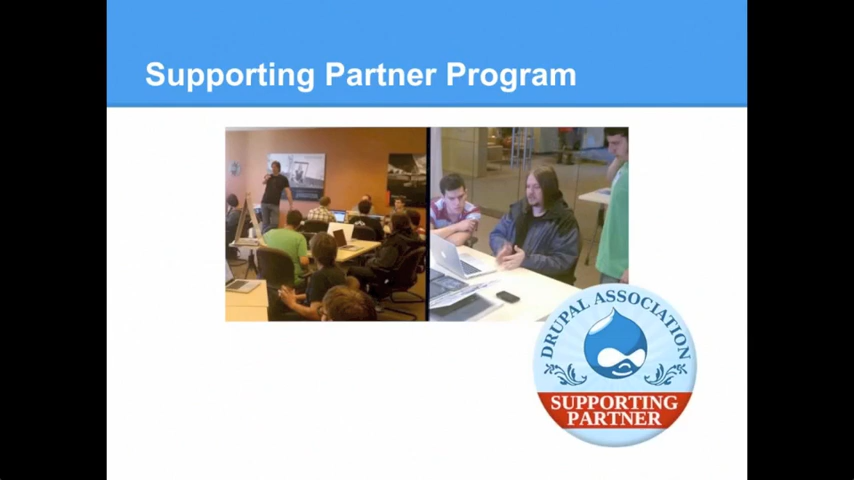 Supporting Partner Program
DRUPAL ASSOCIATION
SUPPORTING
PARTNER